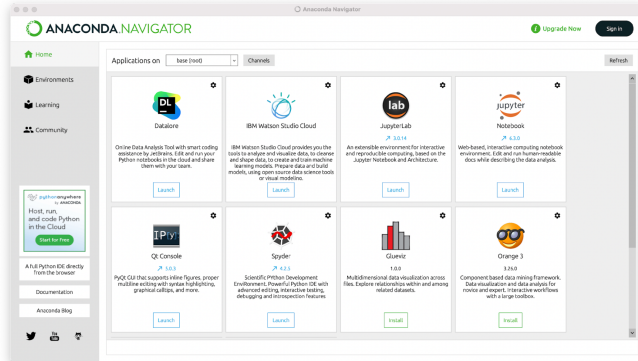 Anaconda Navigator
ANACONDA.NAVIGATOR
Upgrade Now
Sign in
Home
Environments
Learning
Community
Applications on
base (root)
Channels
Refresh
DL
Datalore
Online Data Analysis Tool with smart coding
assistance by JetBrains. Edit and run your
Python notebooks in the cloud and share
them with your team.
Launch
IBM Watson Studio Cloud
IBM Watson Studio Cloud provides you the
tools to analyze and visualize data, to cleanse
and shape data, to create and train machine
learning models. Prepare data and build
models, using open source data science tools
or visual modeling.
Launch
lab
JupyterLab
3.0.14
An extensible environment for interactive
and reproducible computing, based on the
Jupyter Notebook and Architecture.
Launch
jupyter
Notebook
6.3.0
Web-based, interactive computing notebook
environment. Edit and run human-readable
docs while describing the data analysis.
Launch
IP[y]:
Qt Console
5.0.3
PyQt GUI that supports inline figures, proper
multiline editing with syntax highlighting,
graphical calltips, and more.
Launch
Spyder
4.2.5
Scientific PYthon Development
EnviRonment. Powerful Python IDE with
advanced editing, interactive testing,
debugging and introspection features
Launch
Glueviz
1.0.0
Multidimensional data visualization across
files. Explore relationships within and among
related datasets.
Install
Orange 3
3.26.0
Component based data mining framework.
Data visualization and data analysis for
novice and expert. Interactive workflows
with a large toolbox.
Install
pythonanywhere
by ANACONDA
Host, run,
and code Python
in the Cloud
Start for Free
A full Python IDE directly
from the browser
Documentation
Anaconda Blog
You
Tube